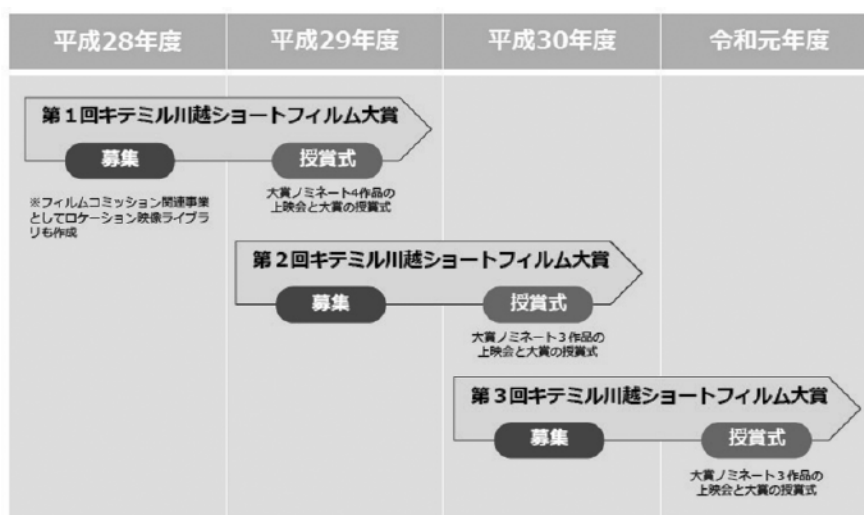 平成28年度
平成29年度
平成30年度
令和元年度
第1回キテミル川越ショートフィルム大賞
募集
授賞式
※フィルムコミッション関連事業
としてロケーション映像ライブラ
リも作成
大賞ノミネート4作品の
上映会と大賞の授賞式
第2回キテミル川越ショートフィルム大賞
募集
授賞式
大賞ノミネート3作品の
上映会と大賞の授賞式
第3回キテミル川越ショートフィルム大賞
募集
授賞式
大賞ノミネート3作品の
上映会と大賞の授賞式